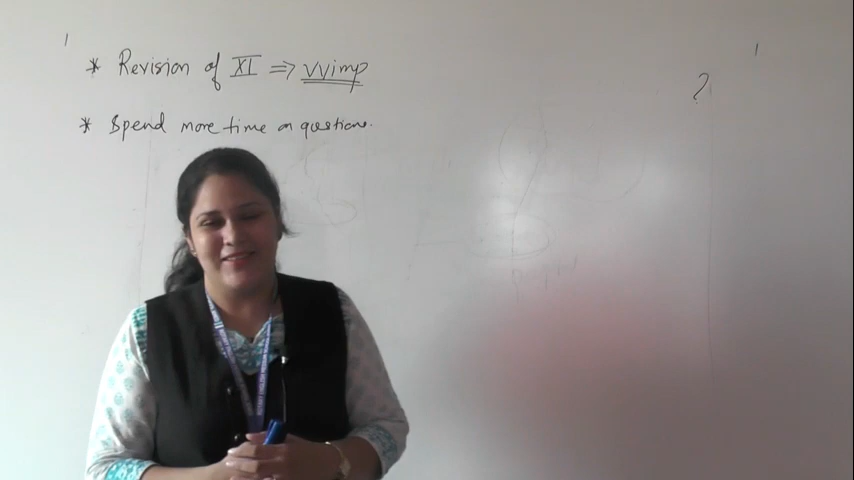 * Revision of XI ⇒ vvimp
* Spend more time on questions.
?